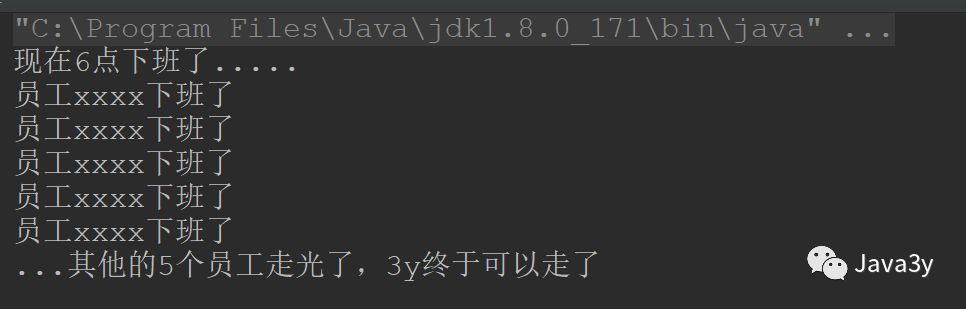 "C:\Program Files\Java\jdk1.8.0_171\bin\java" ...
现在6点下班了.....
员工xxxx下班了
员工xxxx下班了
员工xxxx下班了
员工xxxx下班了
员工xxxx下班了
...其他的5个员工走光了，3y终于可以走了
Java3y